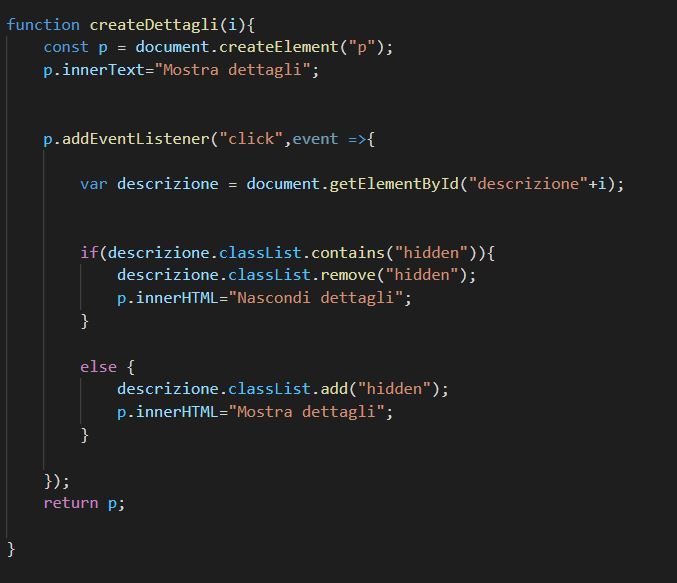 function createDettagli(i){
const p = document.createElement("p");
p.innerText="Mostra dettagli";
p.addEventListener("click",event =>{
var descrizione = document.getElementById("descrizione"+i);
if(descrizione.classList.contains("hidden")){
descrizione.classList.remove("hidden");
p.innerHTML="Nascondi dettagli";
}
else {
descrizione.classList.add("hidden");
p.innerHTML="Mostra dettagli";
}
});
return p;
}